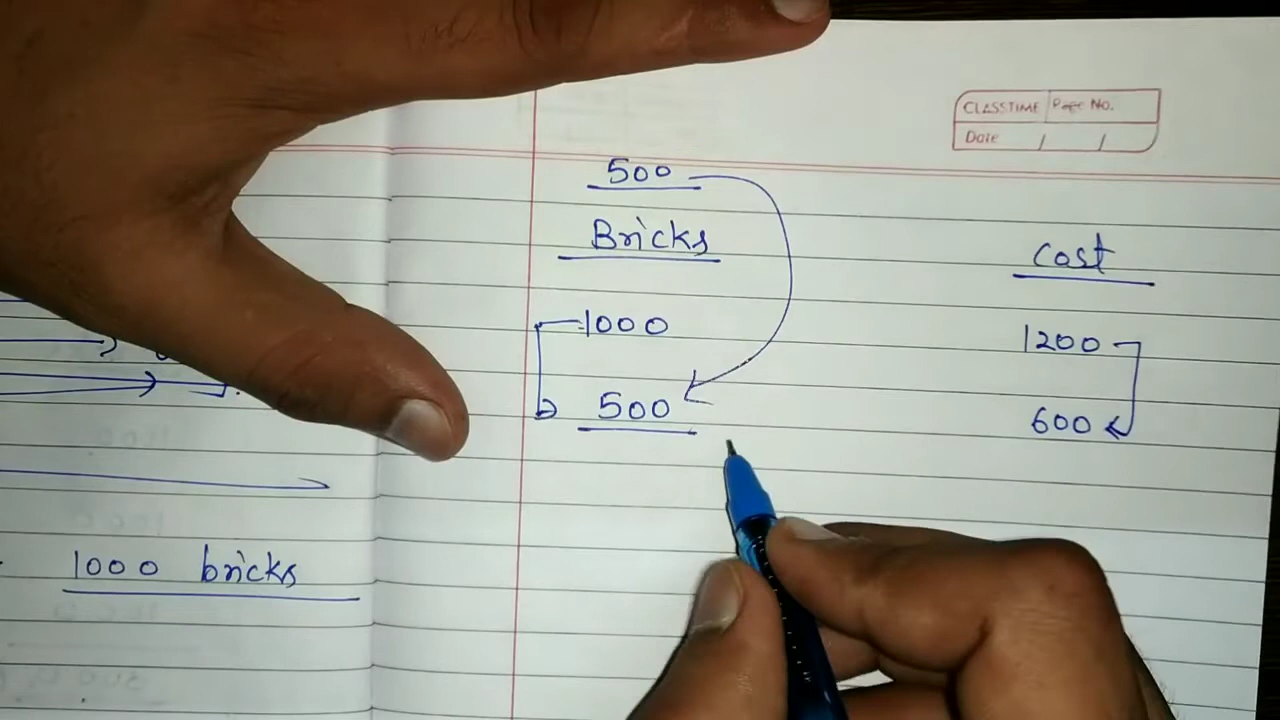 CLASSTIME Page No.
Date / /
500
Bricks
Cost
1000
1200
500
600
1000 bricks